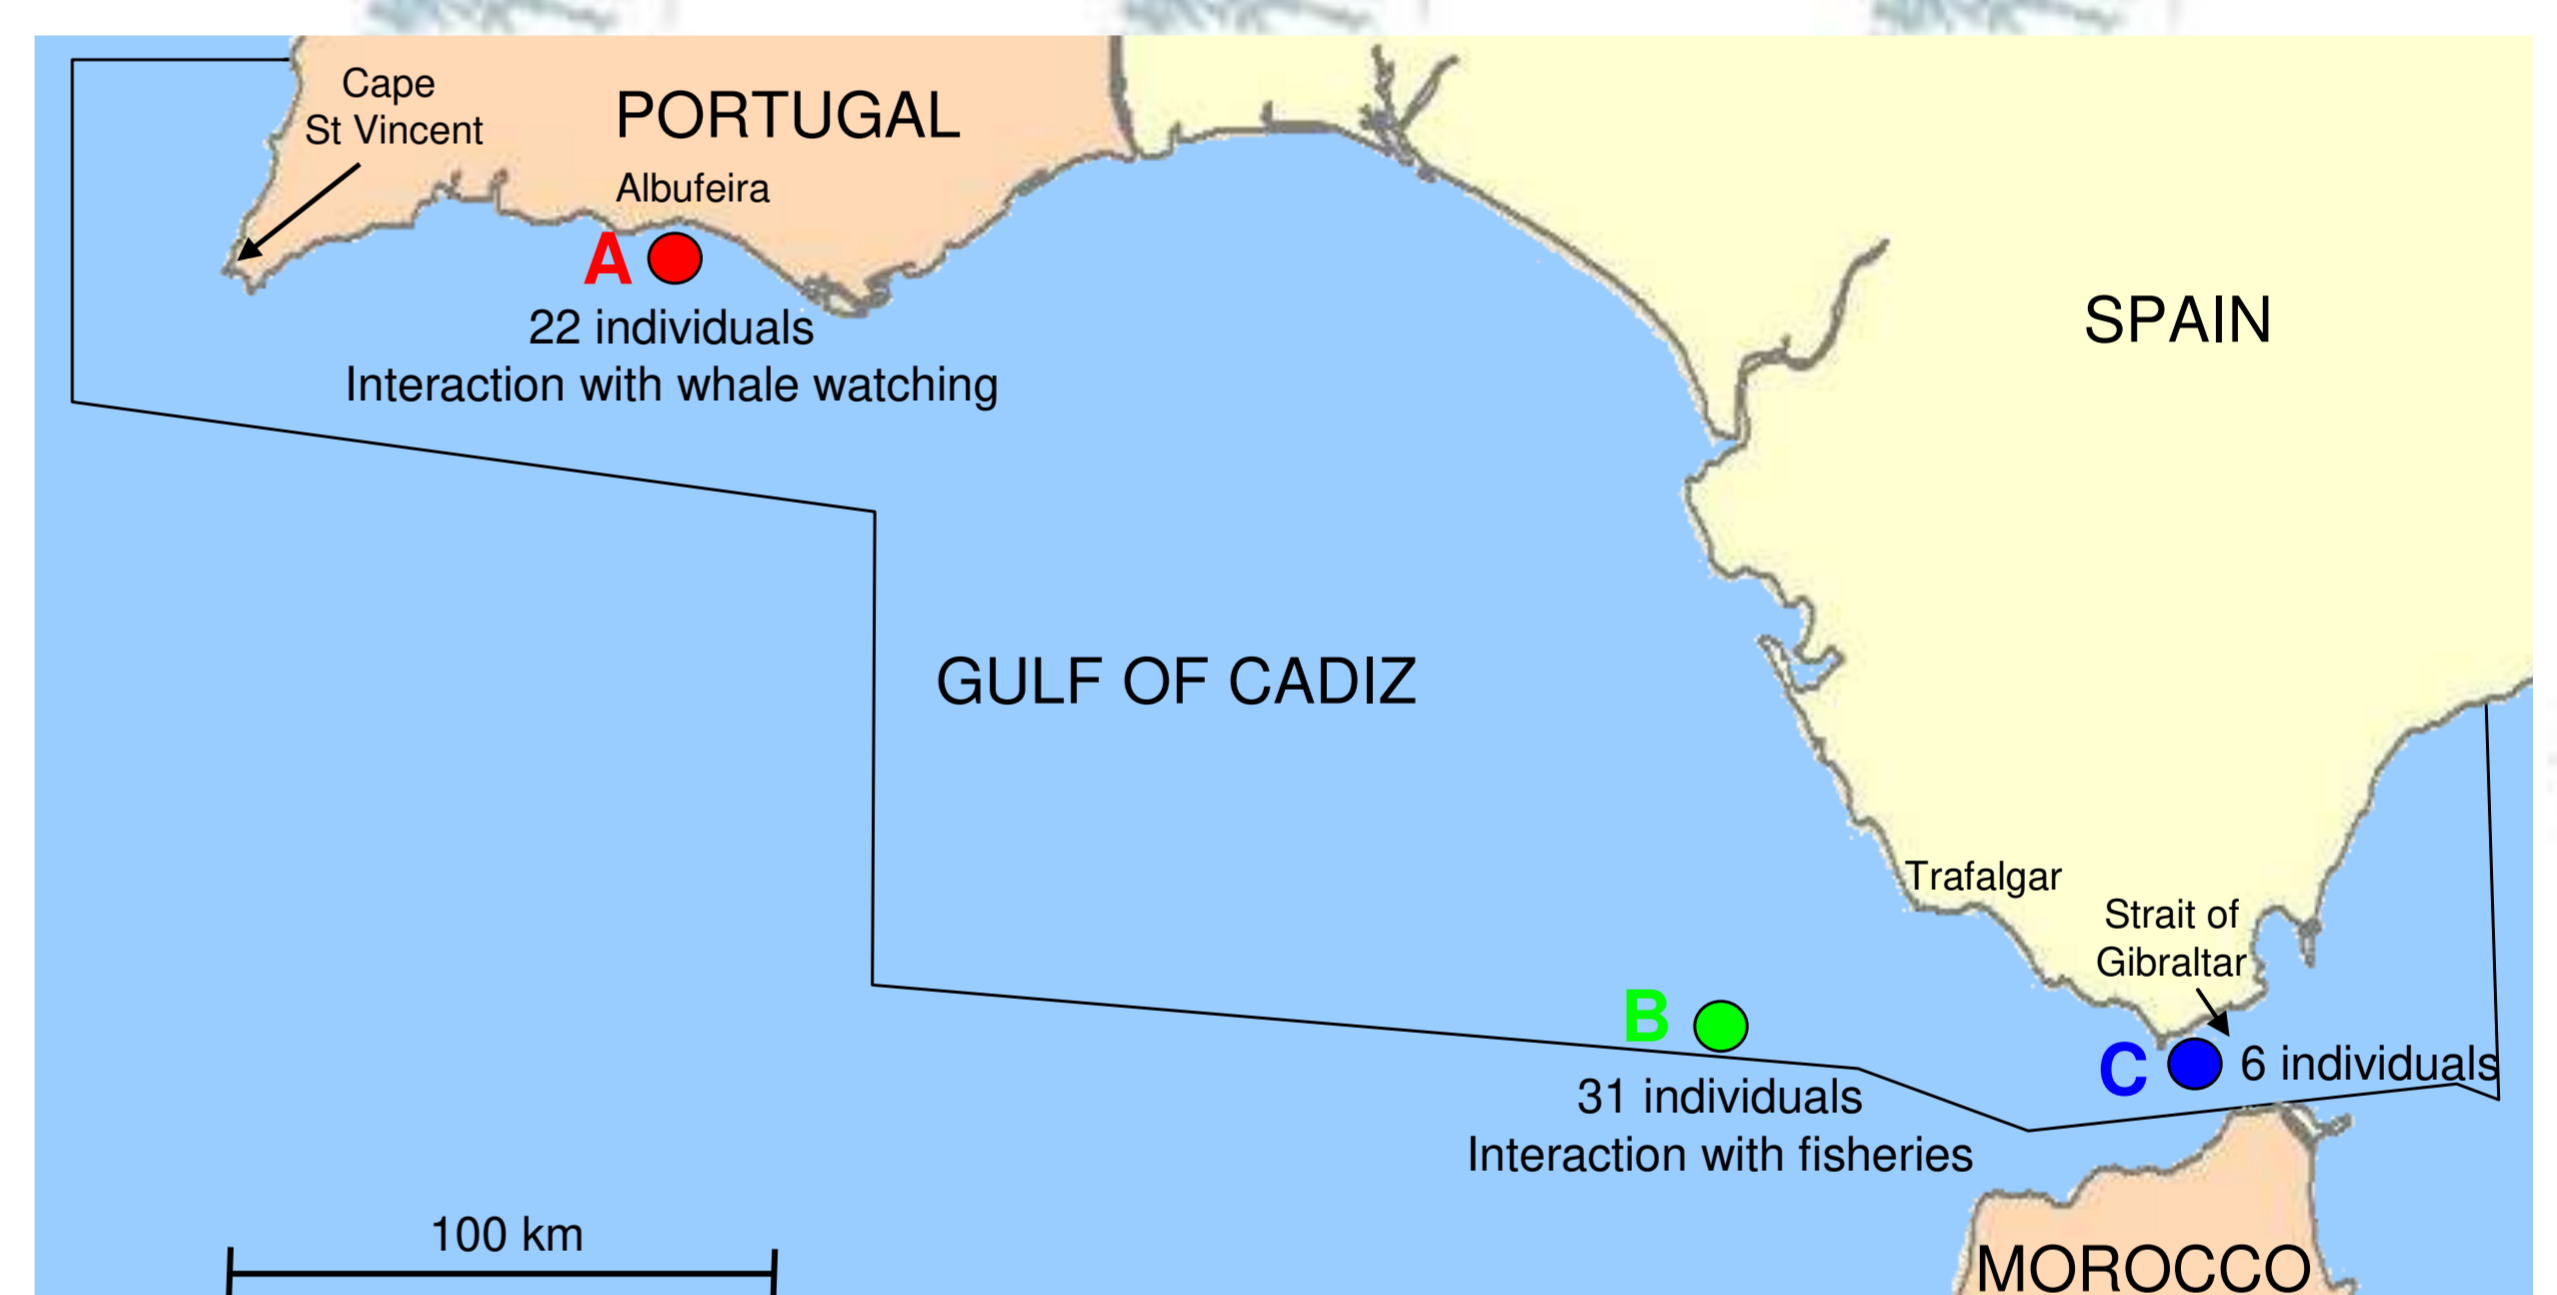 Cape
St Vincent
PORTUGAL
Albufeira
A
22 individuals
Interaction with whale watching
SPAIN
GULF OF CADIZ
Trafalgar
Strait of
Gibraltar
B
31 individuals
Interaction with fisheries
C
6 individuals
100 km
MOROCCO